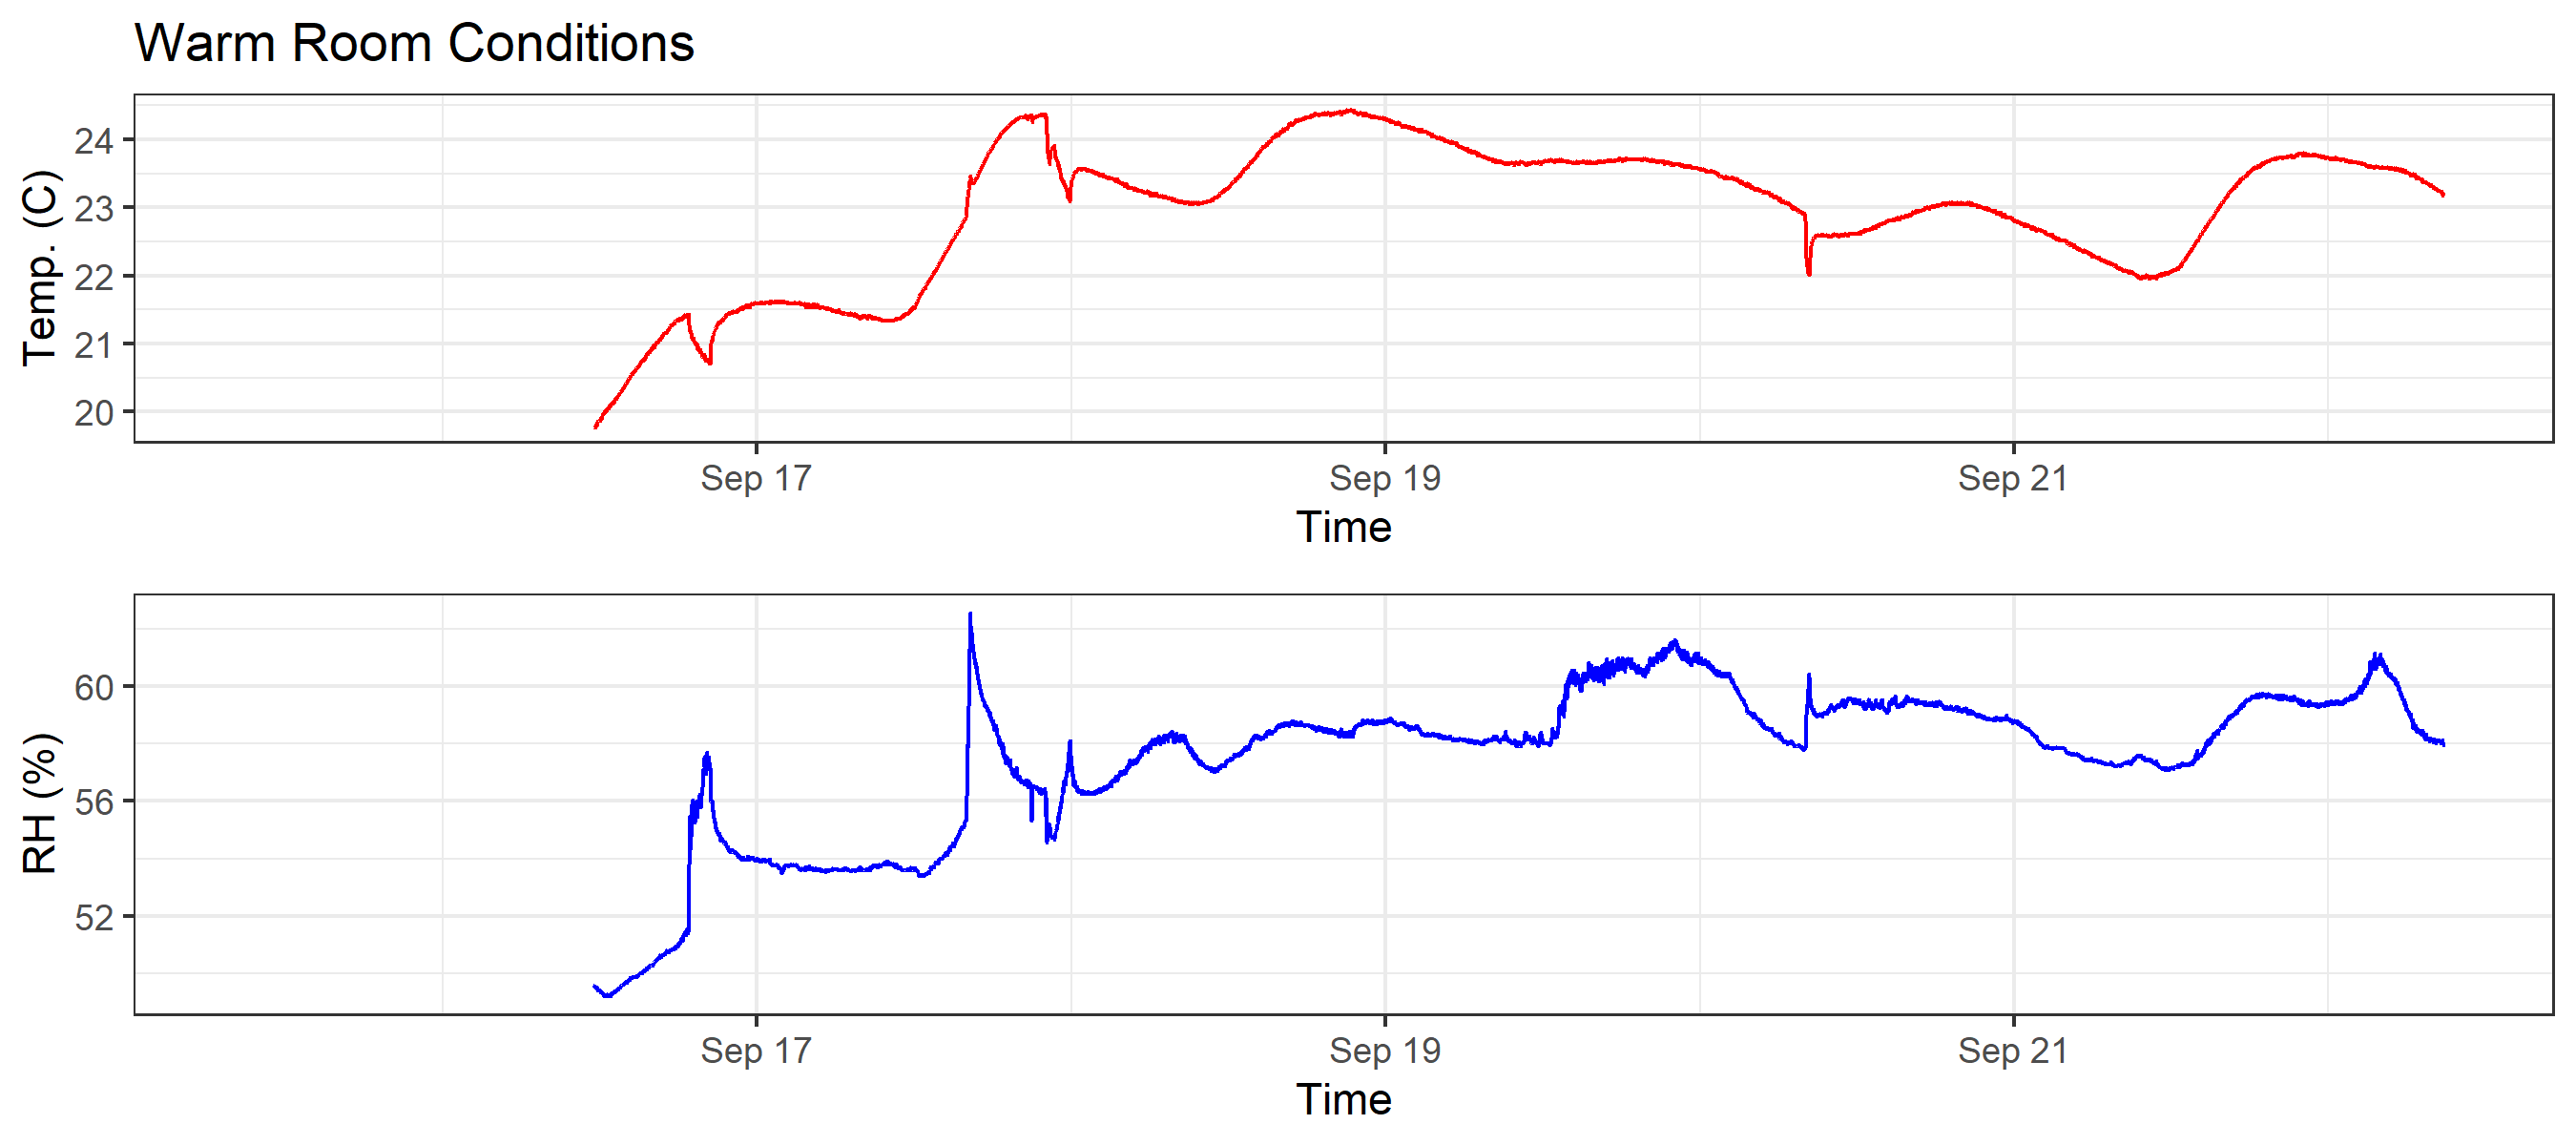 Warm Room Conditions
Temp. (C)
24
23
22
21
20
Sep 17 Sep 19 Sep 21
Time
RH (%)
60
56
52
Sep 17 Sep 19 Sep 21
Time